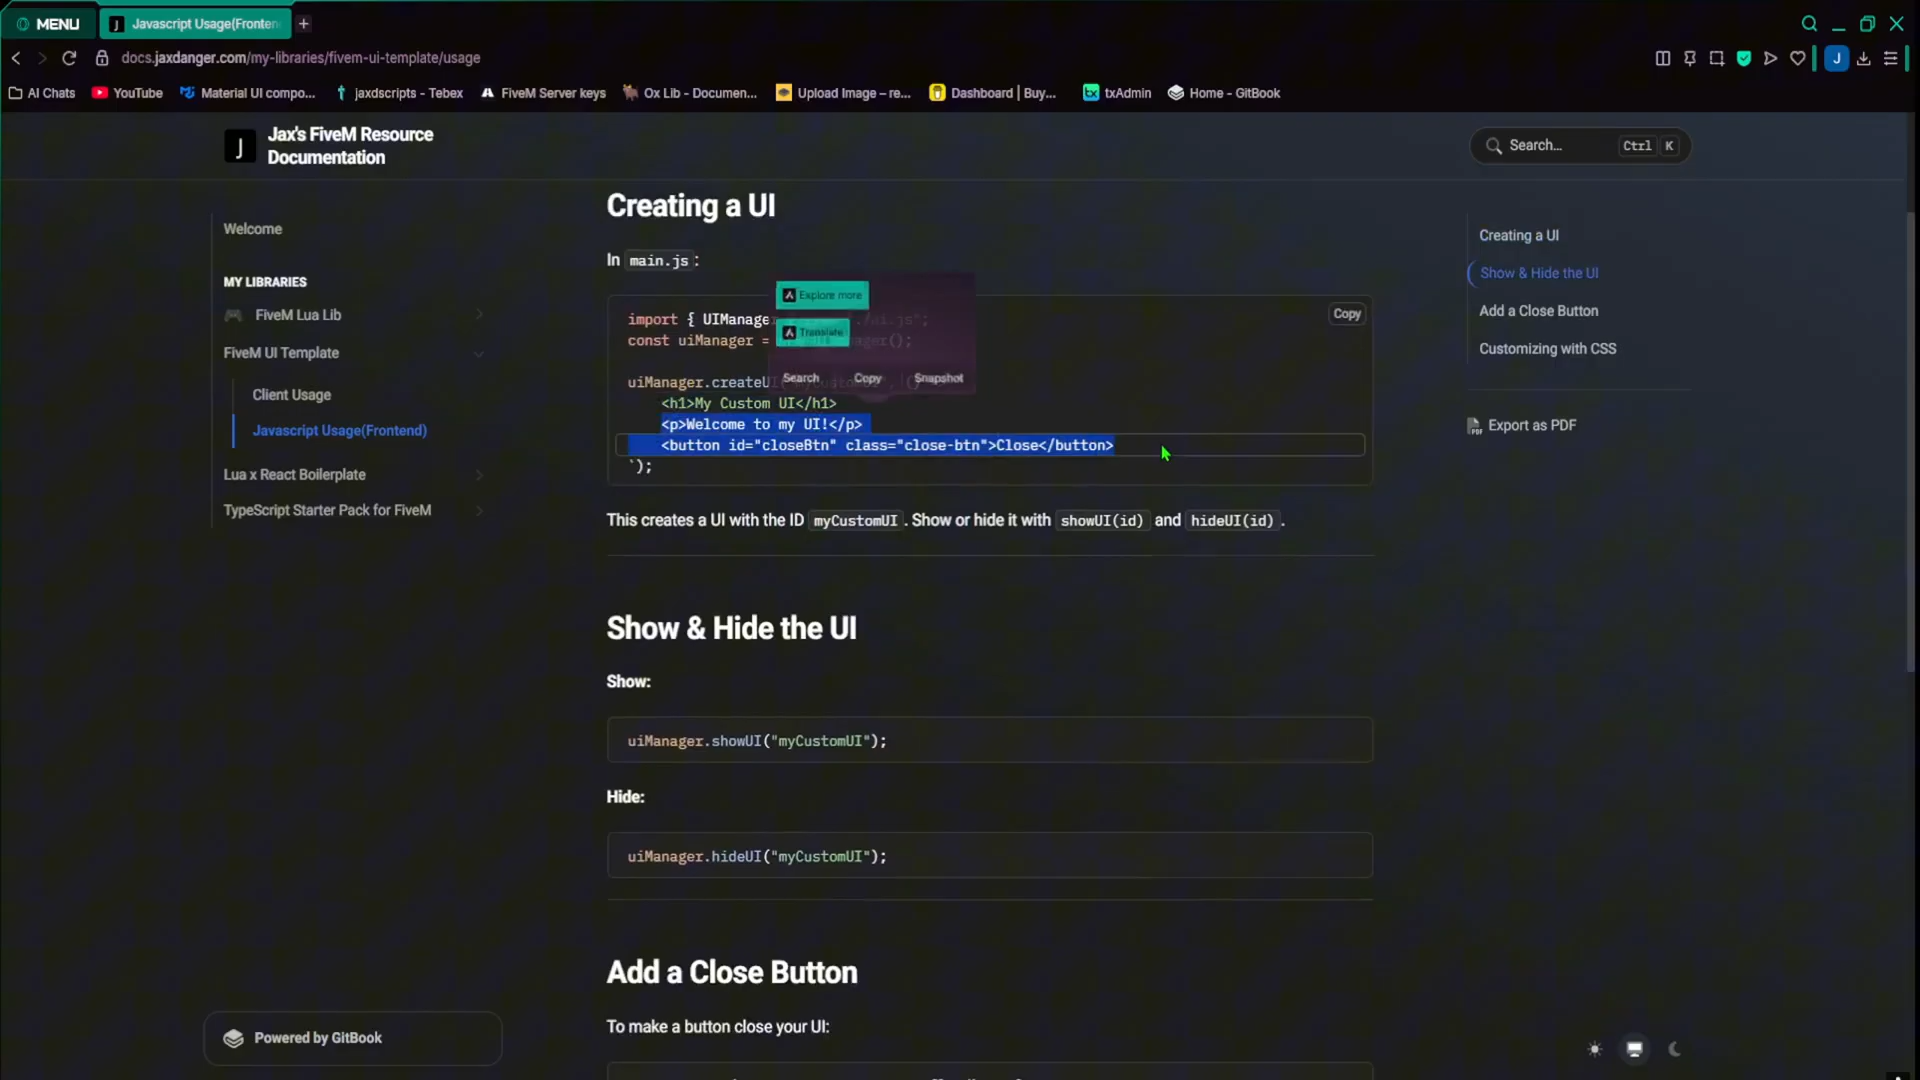 MENU
J
Javascript Usage(Fronten
+
docs.jaxdanger.com/my-libraries/fivem-ui-template/usage
J
AI Chats
YouTube
Material UI compo...
jaxdscripts - Tebex
FiveM Server keys
Ox Lib - Documen...
Upload Image – re...
Dashboard | Buy...
txAdmin
Home - GitBook
J
Jax's FiveM Resource
Documentation
Search...
Ctrl K
Welcome
MY LIBRARIES
FiveM Lua Lib
FiveM UI Template
Client Usage
Javascript Usage(Frontend)
Lua x React Boilerplate
TypeScript Starter Pack for FiveM
Powered by GitBook
Creating a UI
In main.js:
Copy
Explore more
Translate
Search Copy Snapshot
import { UIManager /ui.js";
const uiManager = nager();
uiManager.createUI
<h1>My Custom UI</h1>
<p>Welcome to my UI!</p>
<button id="closeBtn" class="close-btn">Close</button>
`);
This creates a UI with the ID myCustomUI. Show or hide it with showUI(id) and hideUI(id).
Show & Hide the UI
Show:
uiManager.showUI("myCustomUI");
Hide:
uiManager.hideUI("myCustomUI");
Add a Close Button
To make a button close your UI:
Creating a UI
Show & Hide the UI
Add a Close Button
Customizing with CSS
Export as PDF